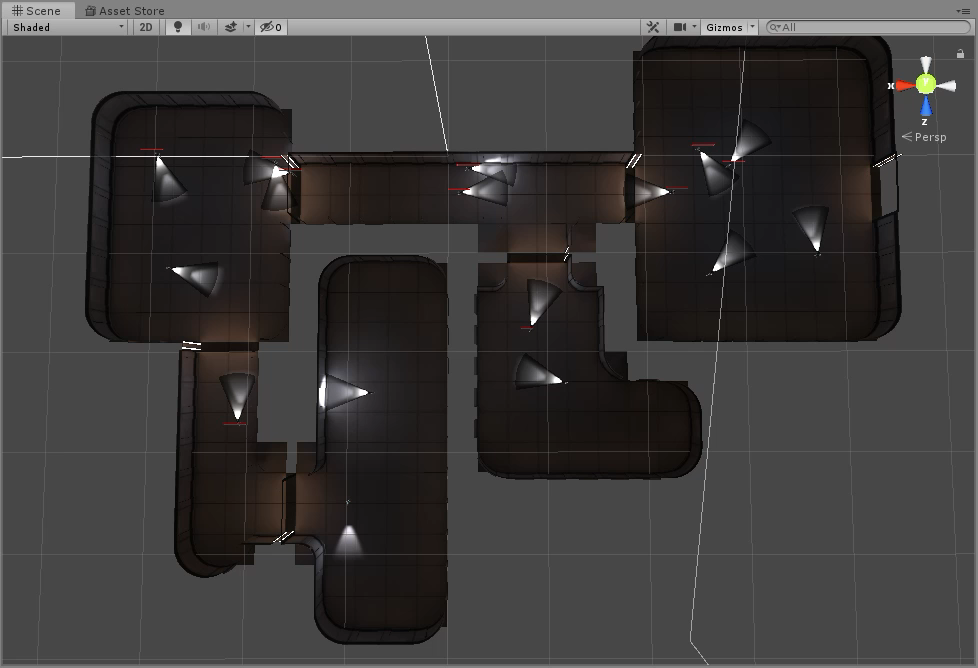 Scene
Asset Store
Shaded
2D
0
Gizmos
All
x
y
z
Persp